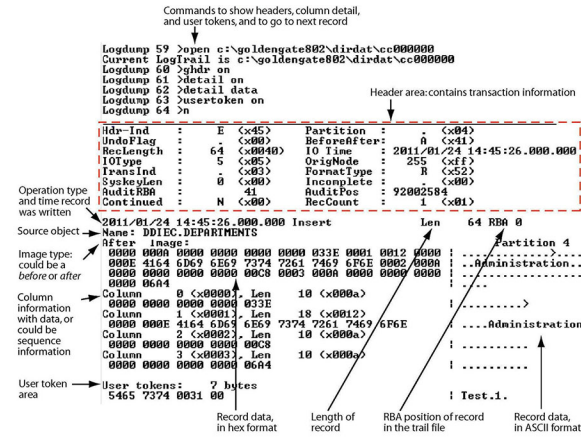 Commands to show headers, column detail,
and user tokens, and to go to next record
Logdump 59 >open c:\goldengate802\dirdat\cc000000
Current LogTrail is c:\goldengate802\dirdat\cc000000
Logdump 60 >ghdr on
Logdump 61 >detail on
Logdump 62 >detail data
Logdump 63 >usertoken on
Logdump 64 >n
Header area: contains transaction information
Hdr-Ind : E (x45) Partition : . (x04)
UndoFlag : . (x00) BeforeAfter: A (x41)
RecLength : 64 (x0040) IO Time : 2011/01/24 14:45:26.000.000
IOType : 5 (x05) OrigNode : 255 (xff)
TransInd : . (x03) FormatType : R (x52)
SyskeyLen : 0 (x00) Incomplete : . (x00)
AuditRBA : 41 AuditPos : 92002584
Continued : N (x00) RecCount : 1 (x01)
Operation type
and time record
was written
2011/01/24 14:45:26.000.000 Insert Len 64 RBA 0
Source object
Name: DDIEC.DEPARTMENTS
After Image: Partition 4
Image type:
could be a
before or after
0000 000A 0000 0000 0000 0000 033E 0001 0012 0000 | .............>......
000E 4164 6D69 6E69 7374 7261 7469 6F6E 0002 000A | ..Administration....
0000 0000 0000 0000 00C8 0003 000A 0000 0000 0000 | ....................
0000 06A4 | ....
Column
information
with data, or
could be
sequence
information
Column 0 (x0000), Len 10 (x000a)
0000 0000 0000 0000 033E | .........>
Column 1 (x0001), Len 18 (x0012)
0000 000E 4164 6D69 6E69 7374 7261 7469 6F6E | ....Administration
Column 2 (x0002), Len 10 (x000a)
0000 0000 0000 0000 00C8 | ..........
Column 3 (x0003), Len 10 (x000a)
0000 0000 0000 0000 06A4 | ..........
User token
area
User tokens: 7 bytes
5465 7374 0031 00 | Test.1.
Record data,
in hex format
Length of
record
RBA position of record
in the trail file
Record data,
in ASCII format